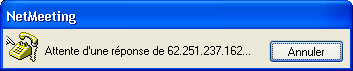 NetMeeting
Attente d'une réponse de 62.251.237.162...
Annuler